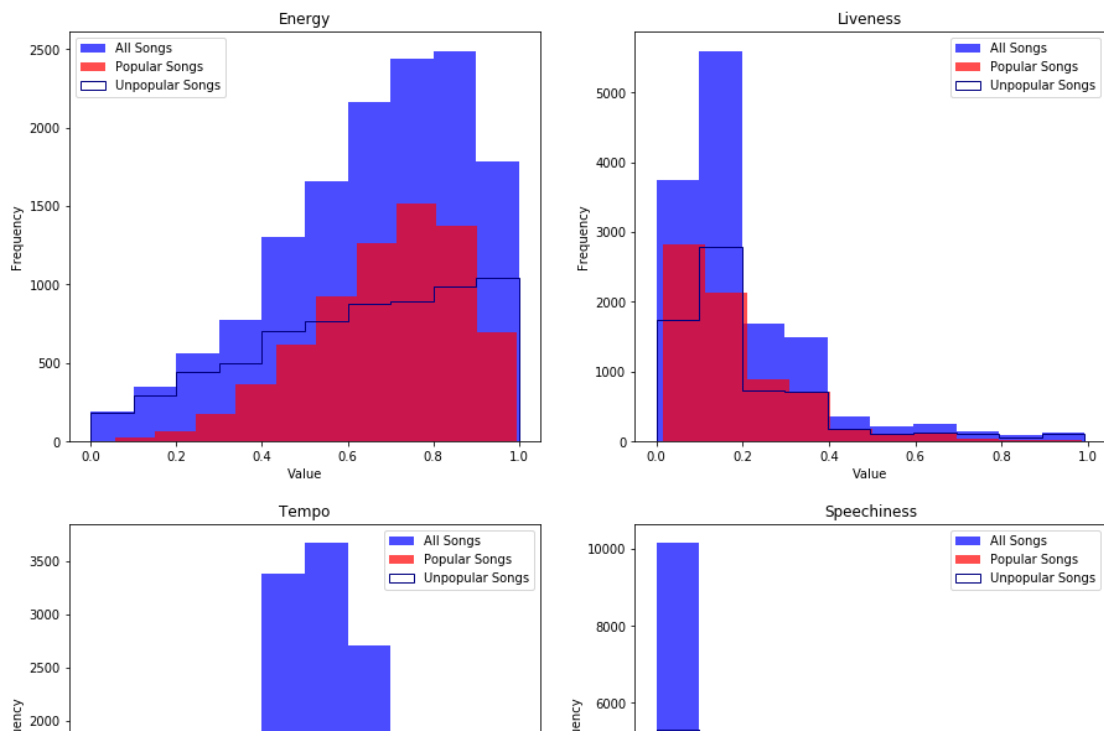 Energy
All Songs
Popular Songs
Unpopular Songs
2500
2000
1500
1000
500
0
Frequency
0.0 0.2 0.4 0.6 0.8 1.0
Value
Liveness
All Songs
Popular Songs
Unpopular Songs
5000
4000
3000
2000
1000
0
Frequency
0.0 0.2 0.4 0.6 0.8 1.0
Value
Tempo
All Songs
Popular Songs
Unpopular Songs
3500
3000
2500
2000
Speechiness
All Songs
Popular Songs
Unpopular Songs
10000
8000
6000